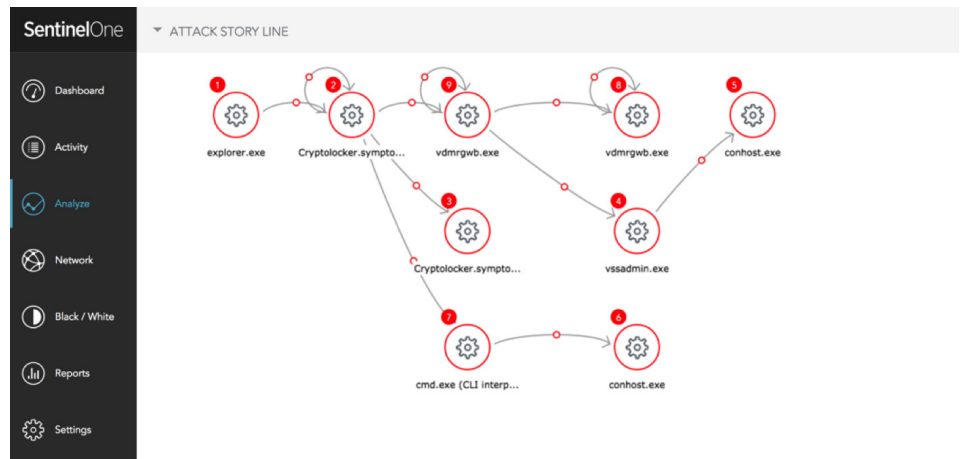 SentinelOne
ATTACK STORY LINE
Dashboard
Activity
Analyze
Network
Black / White
Reports
Settings
1
2
9
8
5
explorer.exe
Cryptolocker.sympto...
vdmrgwb.exe
vdmrgwb.exe
conhost.exe
3
4
Cryptolocker.sympto...
vssadmin.exe
7
6
cmd.exe (CLI interp...
conhost.exe